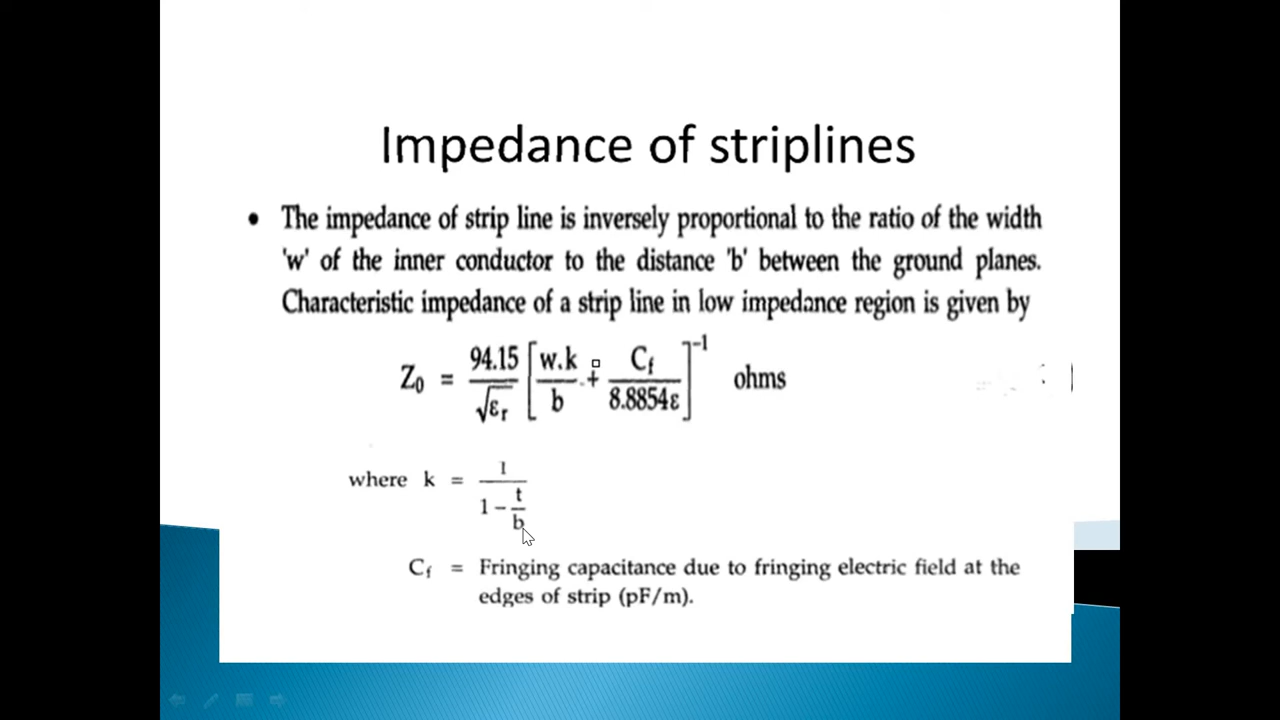 Impedance of striplines
• The impedance of strip line is inversely proportional to the ratio of the width
'w' of the inner conductor to the distance 'b' between the ground planes.
Characteristic impedance of a strip line in low impedance region is given by
Z₀ = 94.15/√εᵣ [w.k/b + C_f/8.8854ε]⁻¹ ohms
where k = 1/(1 − t/b)
C_f = Fringing capacitance due to fringing electric field at the
edges of strip (pF/m).